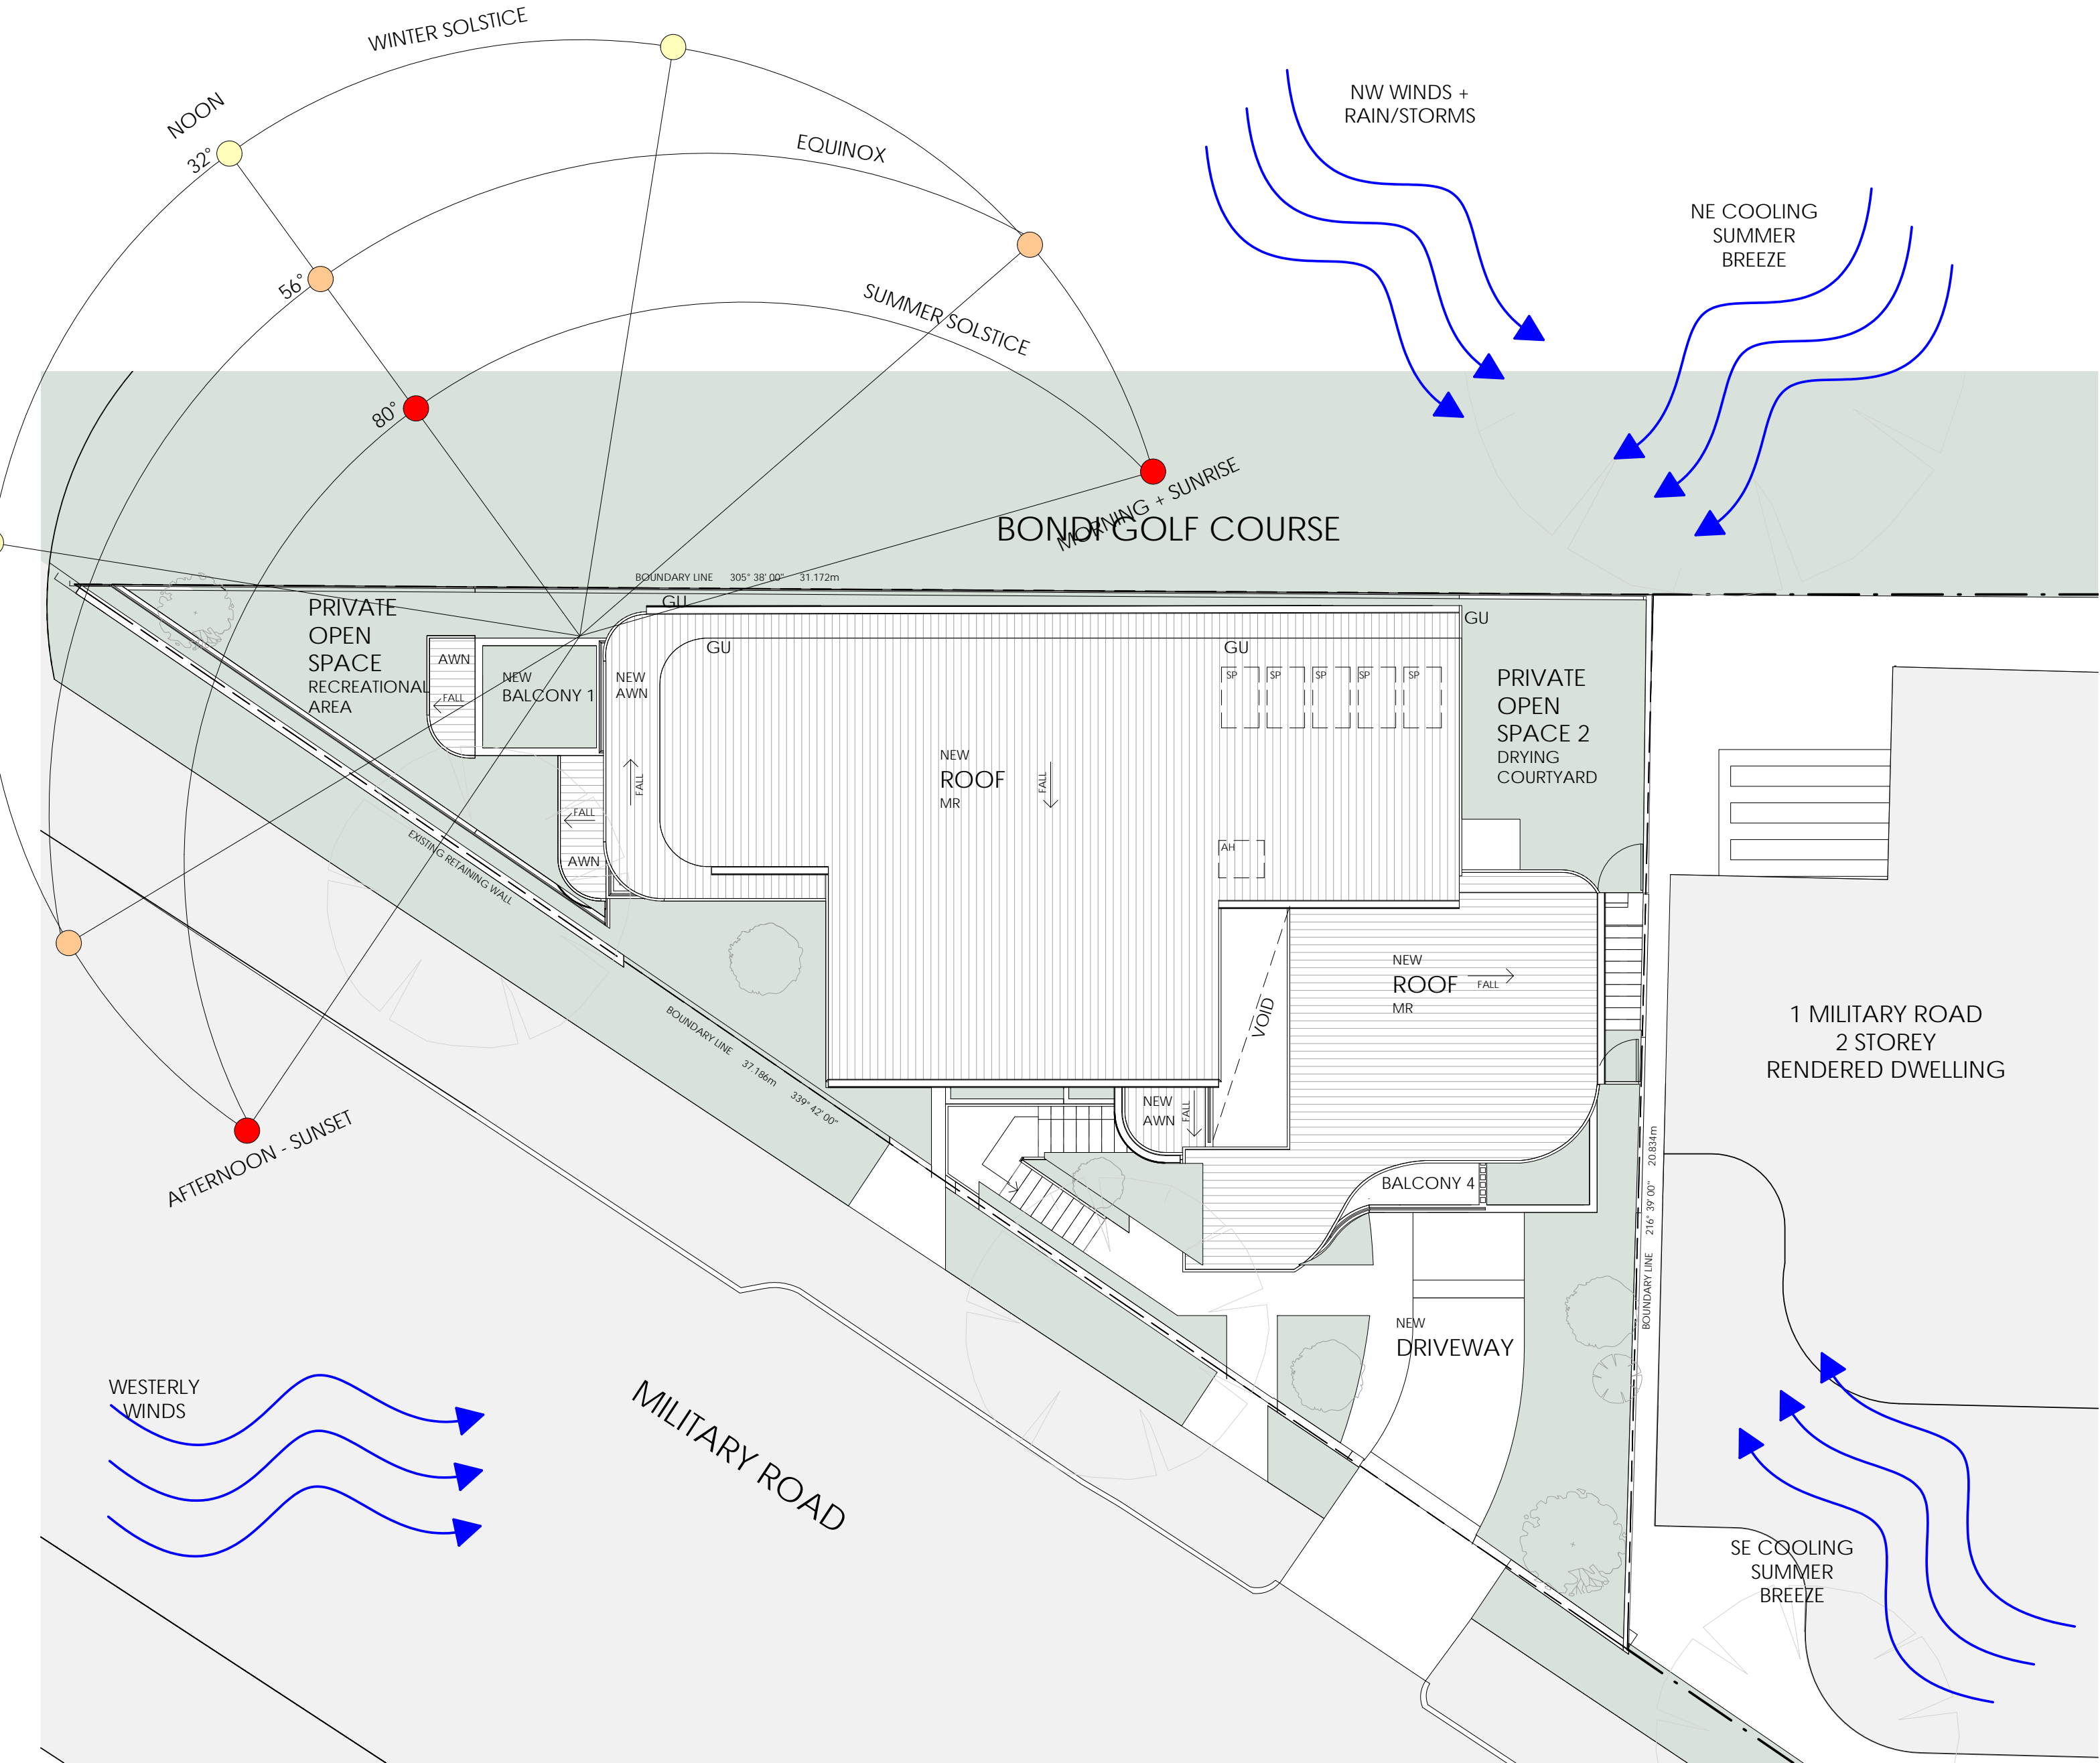 WINTER SOLSTICE
NOON
32°
EQUINOX
56°
SUMMER SOLSTICE
80°
NW WINDS +
RAIN/STORMS
NE COOLING
SUMMER
BREEZE
MORNING + SUNRISE
BONDI GOLF COURSE
BOUNDARY LINE 305° 38' 00" 31.172m
PRIVATE
OPEN
SPACE
RECREATIONAL
AREA
AWN
FALL
NEW
BALCONY 1
GU
NEW
AWN
FALL
GU
GU
GU
SP
SP
SP
SP
SP
PRIVATE
OPEN
SPACE 2
DRYING
COURTYARD
NEW
ROOF
MR
FALL
FALL
AWN
AH
EXISTING RETAINING WALL
BOUNDARY LINE 37.186m 339° 42' 00"
VOID
NEW
ROOF
MR
FALL
1 MILITARY ROAD
2 STOREY
RENDERED DWELLING
NEW
AWN
FALL
BALCONY 4
BOUNDARY LINE 216° 39' 00" 20.834m
AFTERNOON - SUNSET
NEW
DRIVEWAY
WESTERLY
WINDS
MILITARY ROAD
SE COOLING
SUMMER
BREEZE